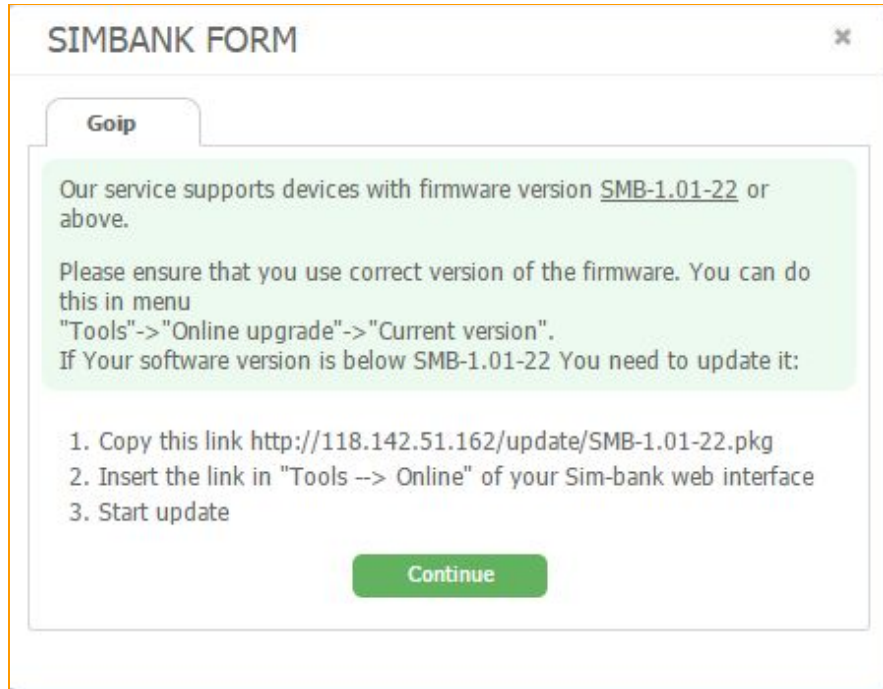 SIMBANK FORM
Goip
Our service supports devices with firmware version SMB-1.01-22 or
above.
Please ensure that you use correct version of the firmware. You can do
this in menu
"Tools"->"Online upgrade"->"Current version".
If Your software version is below SMB-1.01-22 You need to update it:
1. Copy this link http://118.142.51.162/update/SMB-1.01-22.pkg
2. Insert the link in "Tools --> Online" of your Sim-bank web interface
3. Start update
Continue